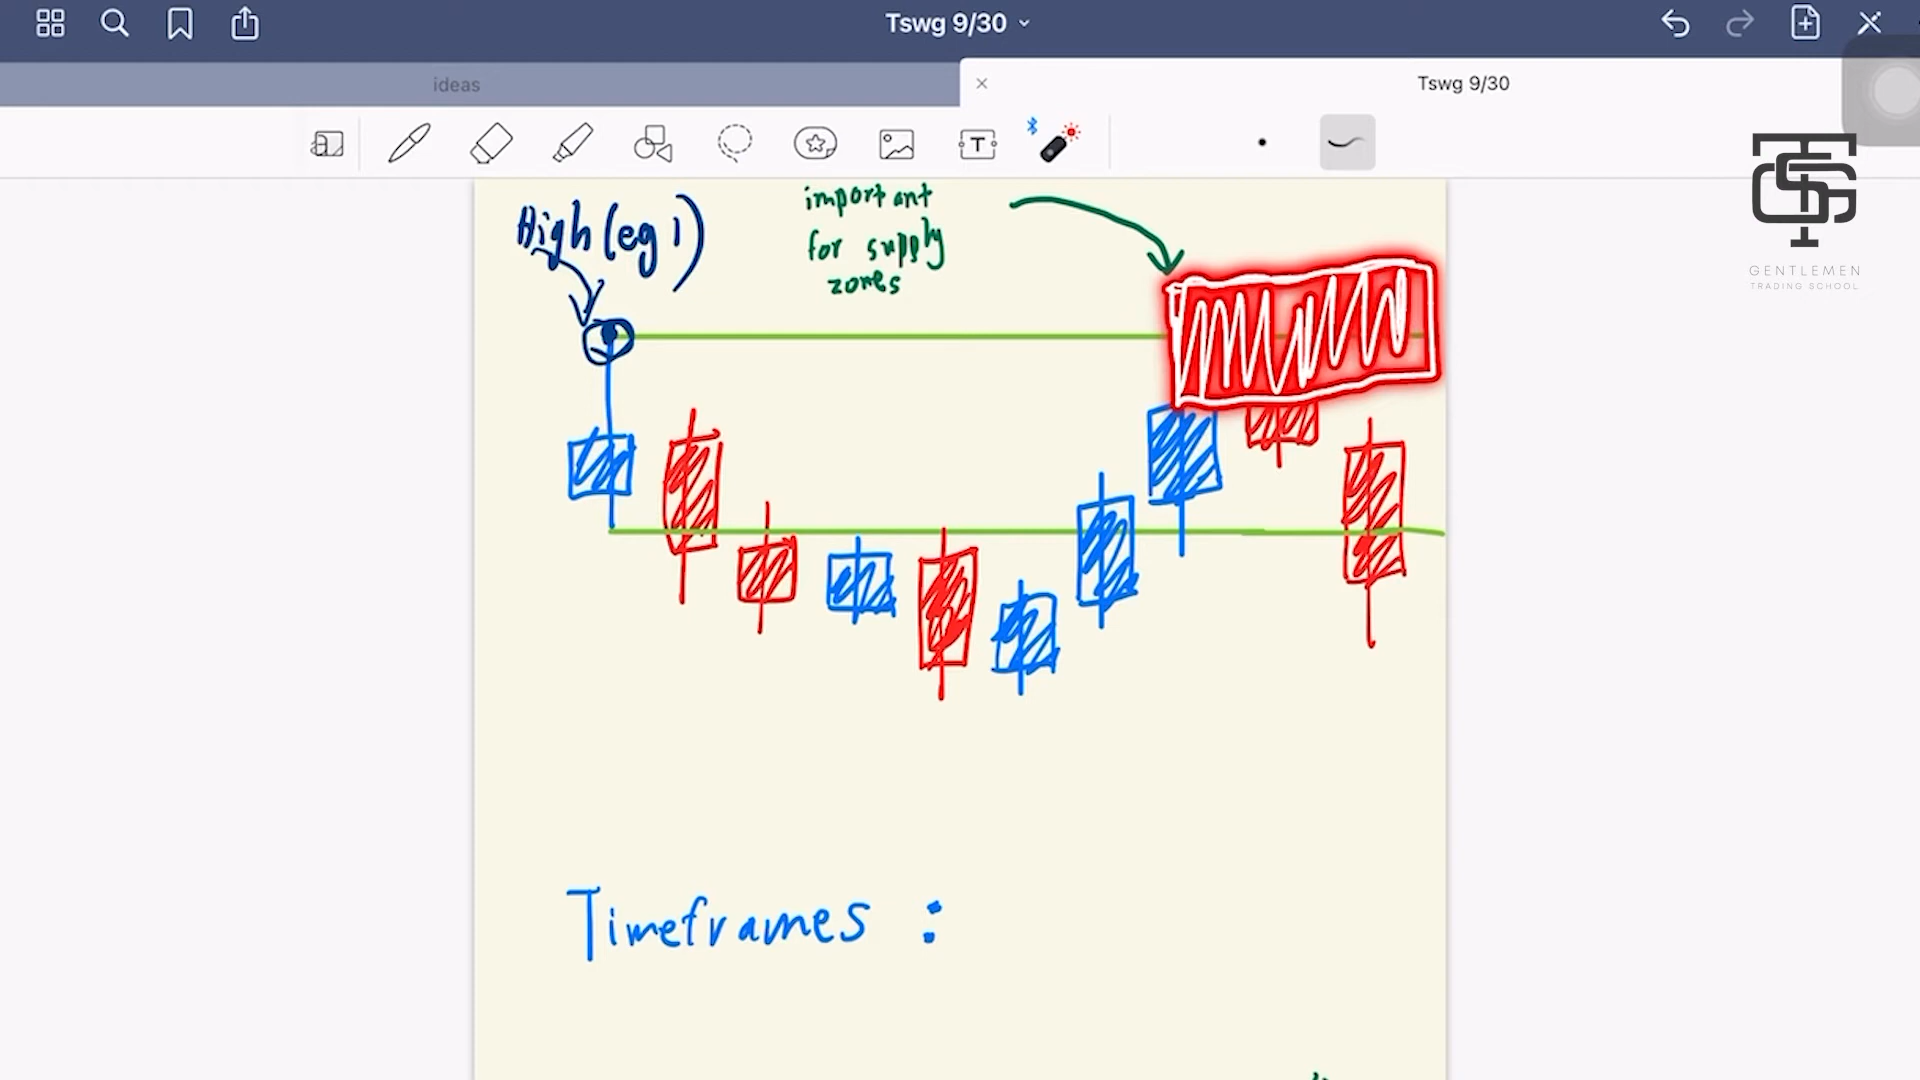 Tswg 9/30
ideas
Tswg 9/30
T
GENTLEMEN
TRADING SCHOOL
High (eg 1)
important
for supply
zones
Timeframes :